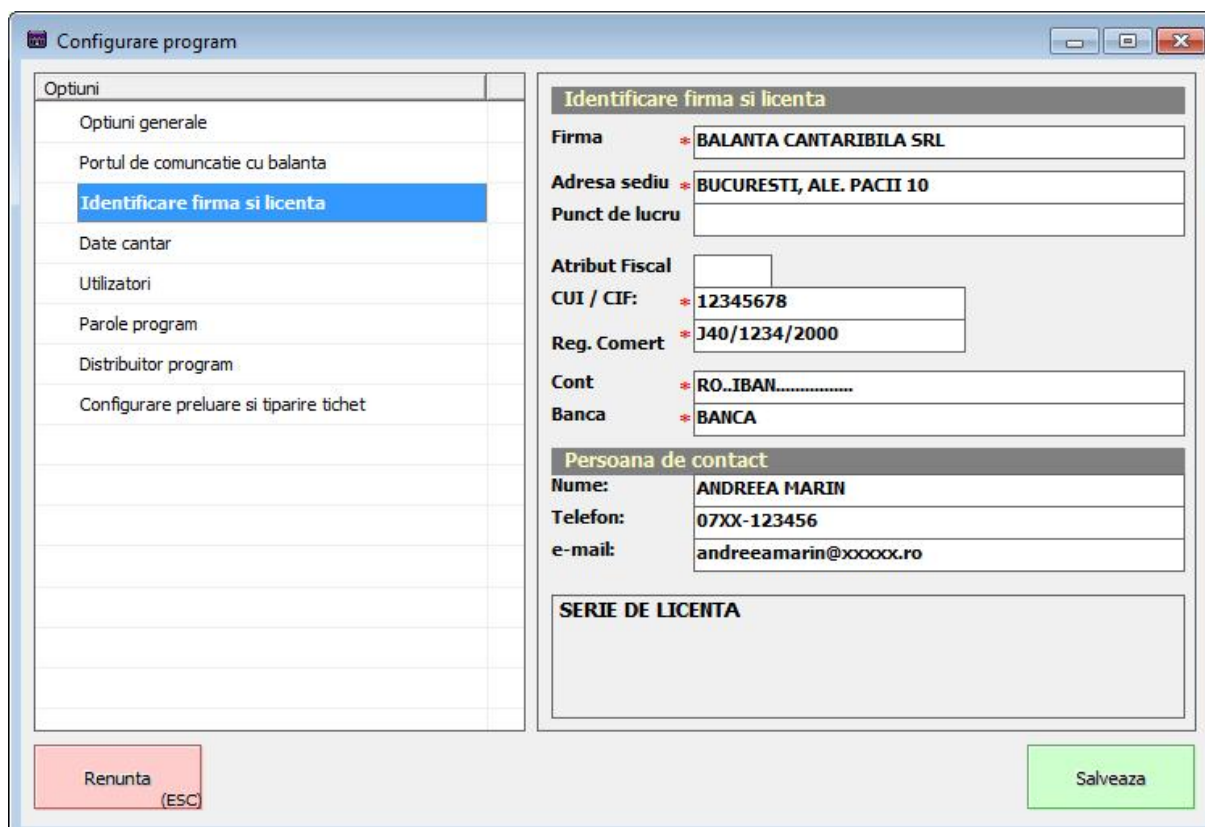 Configurare program
Optiuni
Optiuni generale
Portul de comuncatie cu balanta
Identificare firma si licenta
Date cantar
Utilizatori
Parole program
Distribuitor program
Configurare preluare si tiparire tichet
Identificare firma si licenta
Firma * BALANTA CANTARIBILA SRL
Adresa sediu * BUCURESTI, ALE. PACII 10
Punct de lucru
Atribut Fiscal
CUI / CIF: * 12345678
Reg. Comert * J40/1234/2000
Cont * RO..IBAN................
Banca * BANCA
Persoana de contact
Nume: ANDREEA MARIN
Telefon: 07XX-123456
e-mail: andreeamarin@xxxxx.ro
SERIE DE LICENTA
Renunta
(ESC)
Salveaza